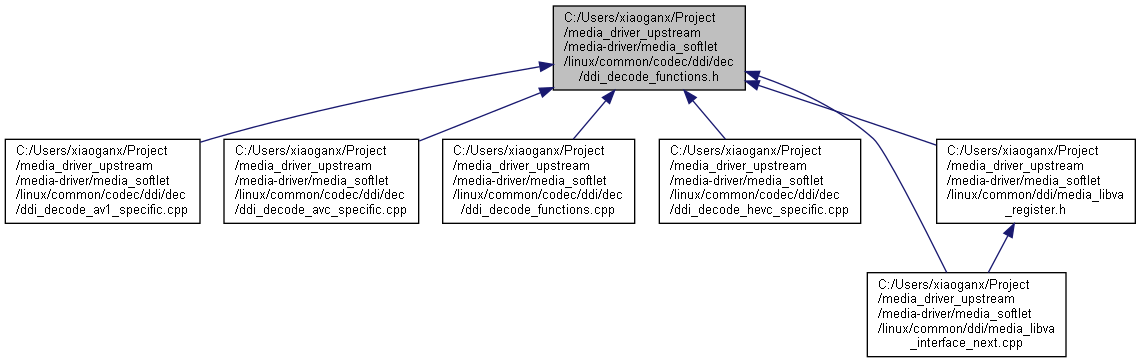 C:/Users/xiaoganx/Project
/media_driver_upstream
/media-driver/media_softlet
/linux/common/codec/ddi/dec
/ddi_decode_functions.h
C:/Users/xiaoganx/Project
/media_driver_upstream
/media-driver/media_softlet
/linux/common/codec/ddi/dec
/ddi_decode_av1_specific.cpp
C:/Users/xiaoganx/Project
/media_driver_upstream
/media-driver/media_softlet
/linux/common/codec/ddi/dec
/ddi_decode_avc_specific.cpp
C:/Users/xiaoganx/Project
/media_driver_upstream
/media-driver/media_softlet
/linux/common/codec/ddi/dec
/ddi_decode_functions.cpp
C:/Users/xiaoganx/Project
/media_driver_upstream
/media-driver/media_softlet
/linux/common/codec/ddi/dec
/ddi_decode_hevc_specific.cpp
C:/Users/xiaoganx/Project
/media_driver_upstream
/media-driver/media_softlet
/linux/common/ddi/media_libva
_register.h
C:/Users/xiaoganx/Project
/media_driver_upstream
/media-driver/media_softlet
/linux/common/ddi/media_libva
_interface_next.cpp